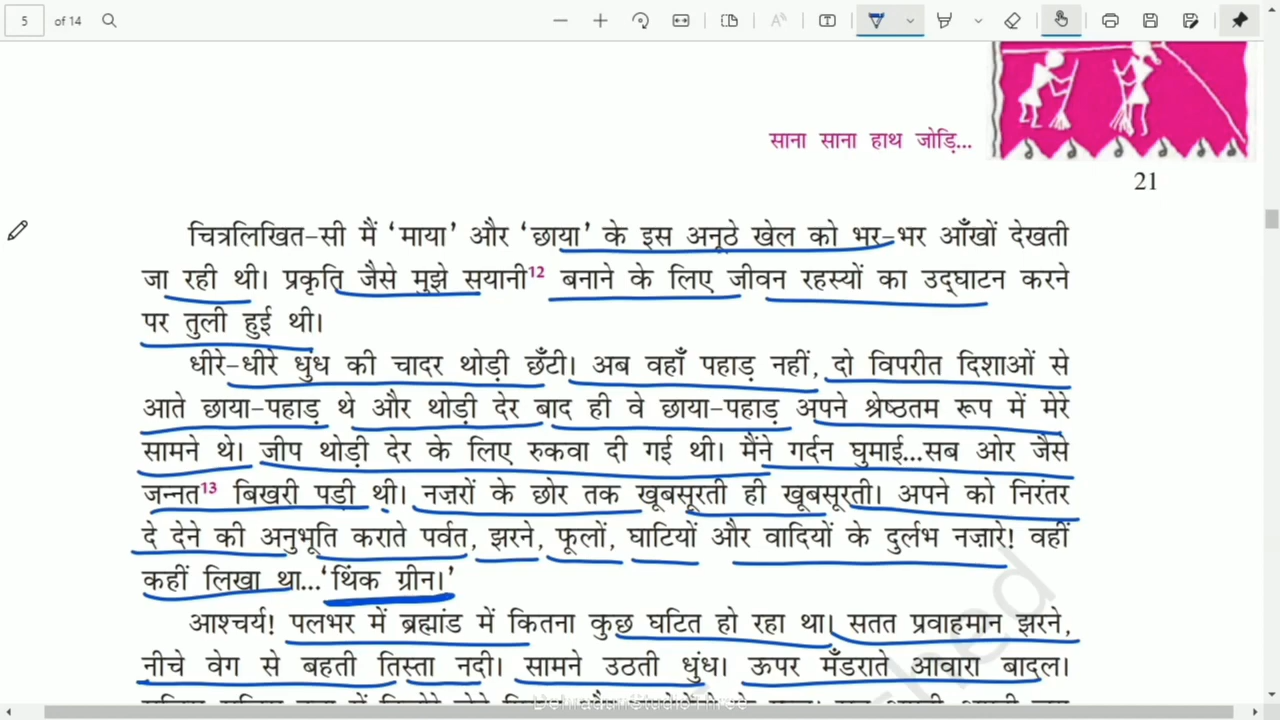 5 of 14
साना साना हाथ जोड़ि...
21
चित्रलिखित-सी मैं ‘माया’ और ‘छाया’ के इस अनूठे खेल को भर-भर आँखों देखती
जा रही थी। प्रकृति जैसे मुझे सयानी12 बनाने के लिए जीवन रहस्यों का उद्घाटन करने
पर तुली हुई थी।
धीरे-धीरे धुंध की चादर थोड़ी छँटी। अब वहाँ पहाड़ नहीं, दो विपरीत दिशाओं से
आते छाया-पहाड़ थे और थोड़ी देर बाद ही वे छाया-पहाड़ अपने श्रेष्ठतम रूप में मेरे
सामने थे। जीप थोड़ी देर के लिए रुकवा दी गई थी। मैंने गर्दन घुमाई...सब ओर जैसे
जन्नत13 बिखरी पड़ी थी। नज़रों के छोर तक खूबसूरती ही खूबसूरती। अपने को निरंतर
दे देने की अनुभूति कराते पर्वत, झरने, फूलों, घाटियों और वादियों के दुर्लभ नज़ारे! वहीं
कहीं लिखा था...‘थिंक ग्रीन।’
आश्चर्य! पलभर में ब्रह्मांड में कितना कुछ घटित हो रहा था। सतत प्रवाहमान झरने,
नीचे वेग से बहती तिस्ता नदी। सामने उठती धुंध। ऊपर मँडराते आवारा बादल।
DehradunStudioThree